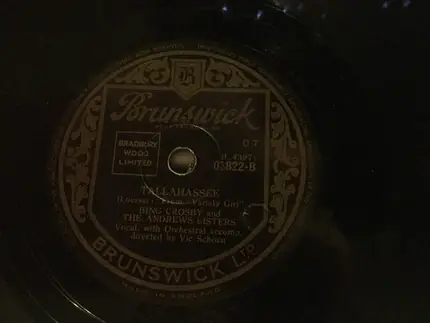 Brunswick
BRADBURY
WOOD
LIMITED
03822-B
TALLAHASSEE
(Loesser) From "Variety Girl"
BING CROSBY and
THE ANDREWS SISTERS
Vocal, with Orchestral accomp.
directed by Vic Schoen
BRUNSWICK LTD